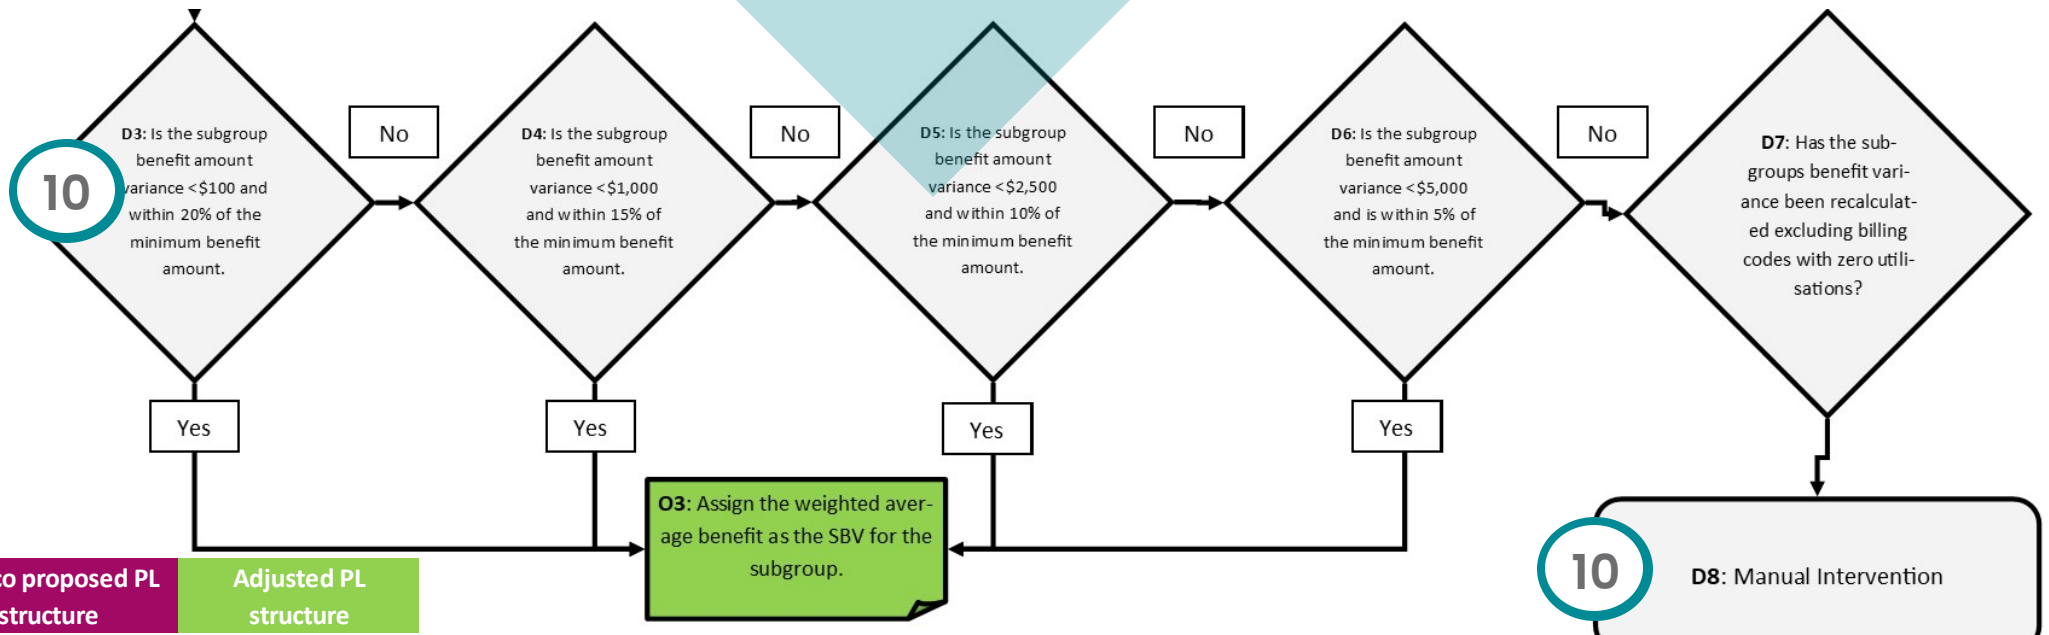 D3: Is the subgroup
benefit amount
variance <$100 and
within 20% of the
minimum benefit
amount.
10
No
D4: Is the subgroup
benefit amount
variance <$1,000
and within 15% of
the minimum benefit
amount.
No
D5: Is the subgroup
benefit amount
variance <$2,500
and within 10% of
the minimum benefit
amount.
No
D6: Is the subgroup
benefit amount
variance <$5,000
and is within 5% of
the minimum benefit
amount.
No
D7: Has the sub-
groups benefit vari-
ance been recalculat-
ed excluding billing
codes with zero utili-
sations?
Yes
Yes
Yes
Yes
O3: Assign the weighted aver-
age benefit as the SBV for the
subgroup.
10
D8: Manual Intervention
co proposed PL
structure
Adjusted PL
structure